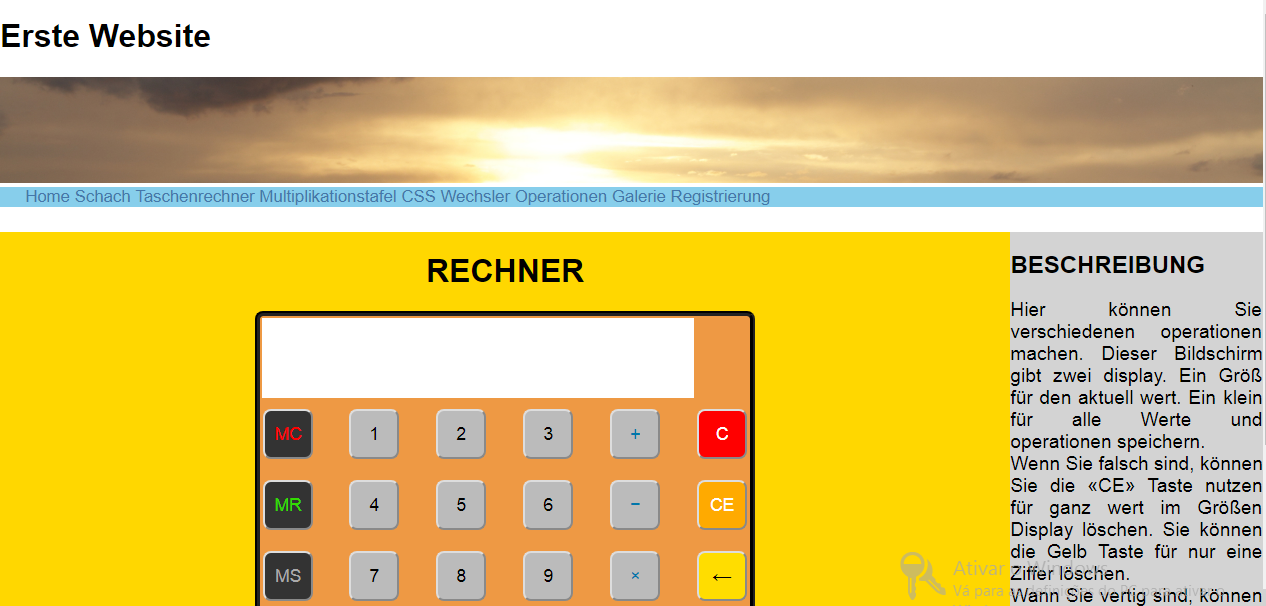 Erste Website
Home Schach Taschenrechner Multiplikationstafel CSS Wechsler Operationen Galerie Registrierung
RECHNER
MC 1 2 3 + C
MR 4 5 6 − CE
MS 7 8 9 × ←
BESCHREIBUNG
Hier können Sie
verschiedenen operationen
machen. Dieser Bildschirm
gibt zwei display. Ein Größ
für den aktuell wert. Ein klein
für alle Werte und
operationen speichern.
Wenn Sie falsch sind, können
Sie die «CE» Taste nutzen
für ganz wert im Größen
Display löschen. Sie können
die Gelb Taste für nur eine
Ziffer löschen.
Wann Sie vertig sind, können
Ativar o Windows